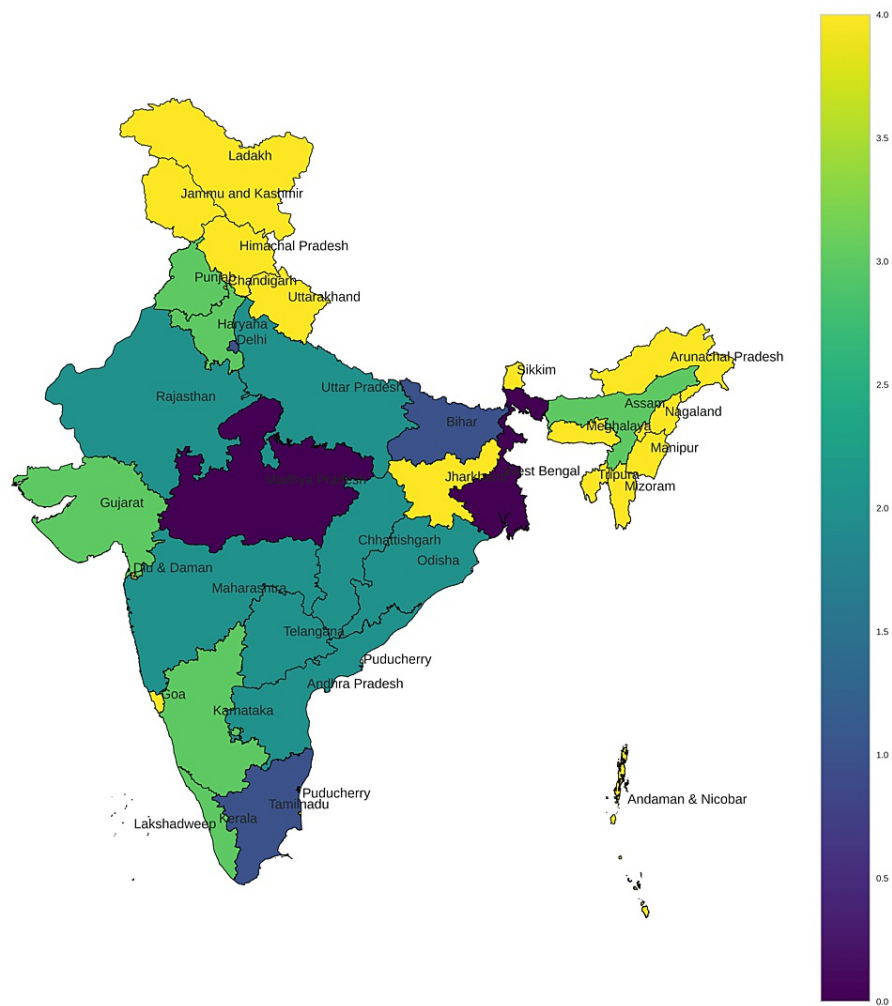 4.0
Ladakh
Jammu and Kashmir
3.5
Himachal Pradesh
Punjab
Chandigarh
Uttarakhand
3.0
Haryana
Delhi
Arunachal Pradesh
Sikkim
Uttar Pradesh
Rajasthan
Assam
Nagaland
2.5
Bihar
Meghalaya
Manipur
Jharkhand
West Bengal
Tripura
Madhya Pradesh
Mizoram
Gujarat
2.0
Chhattishgarh
Odisha
Diu & Daman
Maharashtra
Telangana
1.5
Puducherry
Andhra Pradesh
Goa
Karnataka
1.0
Puducherry
Andaman & Nicobar
Tamilnadu
Kerala
Lakshadweep
0.5
0.0